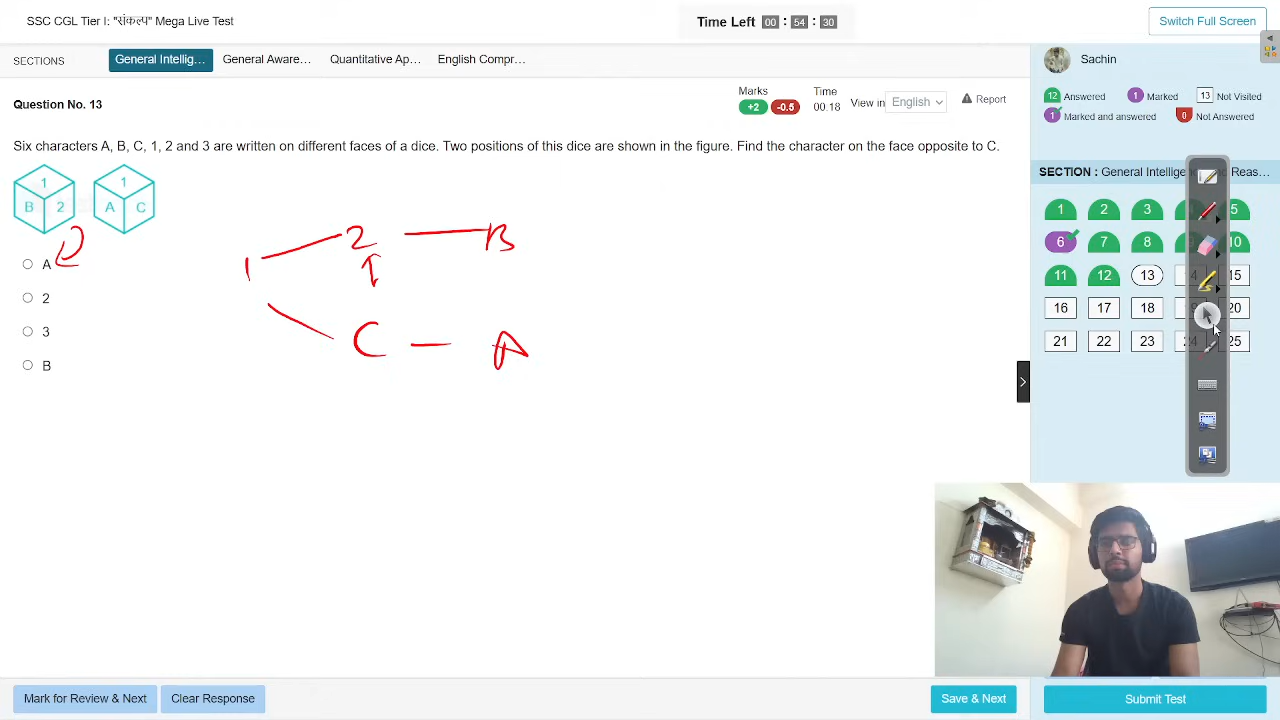 SSC CGL Tier I: "संकल्प" Mega Live Test
Time Left 00 : 54 : 30
Switch Full Screen
SECTIONS General Intellig... General Aware... Quantitative Ap... English Compr...
Sachin
Question No. 13
Marks
+2 -0.5
Time
00:18
View in English
Report
12 Answered 1 Marked 13 Not Visited
1 Marked and answered 0 Not Answered
Six characters A, B, C, 1, 2 and 3 are written on different faces of a dice. Two positions of this dice are shown in the figure. Find the character on the face opposite to C.
1 B 2
1 A C
A
2
3
B
1 2 B
C A
SECTION : General Intelligence and Reas...
1 2 3 5
6 7 8 10
11 12 13 15
16 17 18 20
21 22 23 24 25
Mark for Review & Next Clear Response Save & Next Submit Test